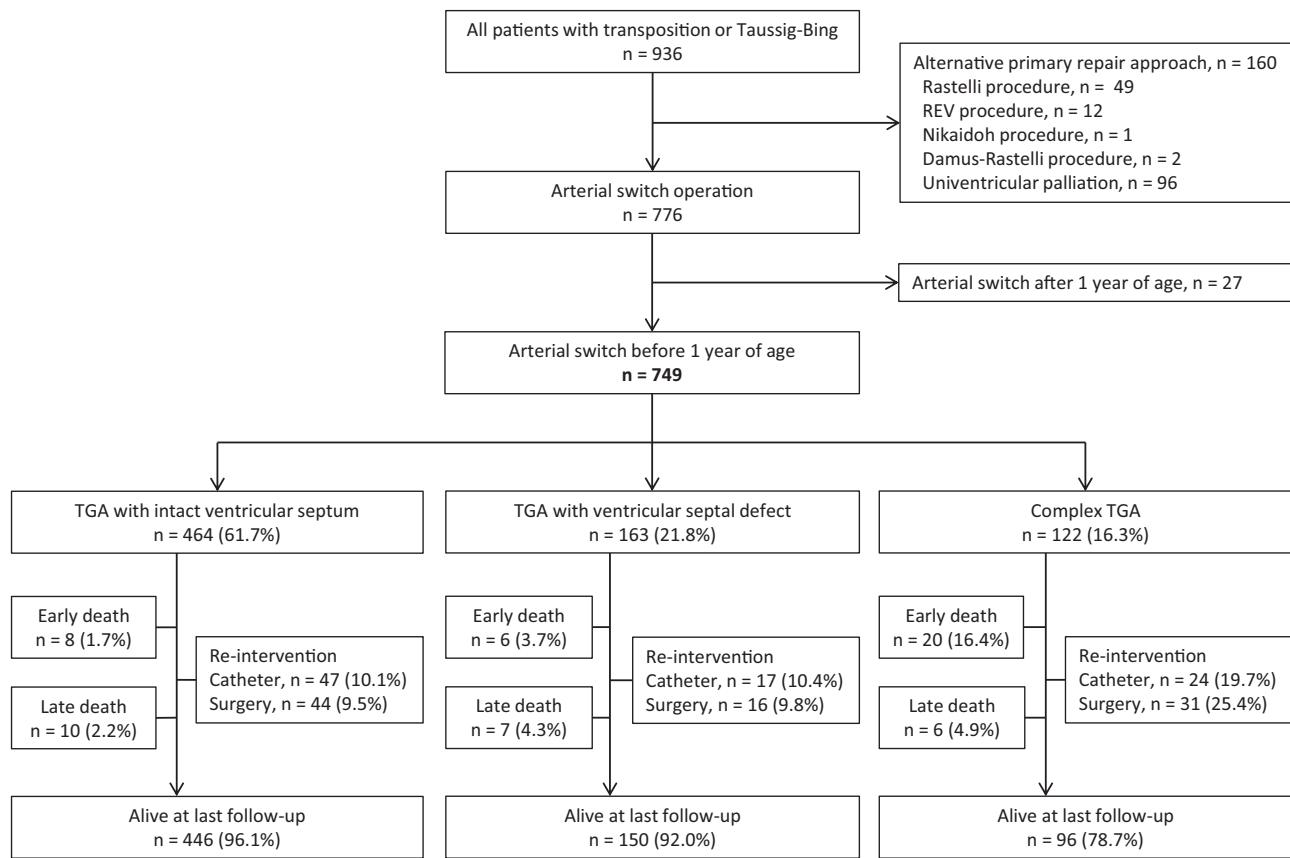 All patients with transposition or Taussig-Bing
n = 936
Alternative primary repair approach, n = 160
Rastelli procedure, n =  49
REV procedure, n = 12
Nikaidoh procedure, n = 1
Damus-Rastelli procedure, n = 2
Univentricular palliation, n = 96
Arterial switch operation
n = 776
Arterial switch after 1 year of age, n = 27
Arterial switch before 1 year of age
n = 749
TGA with intact ventricular septum
n = 464 (61.7%)
Early death
n = 8 (1.7%)
Re-intervention
Catheter, n = 47 (10.1%)
Surgery, n = 44 (9.5%)
Late death
n = 10 (2.2%)
Alive at last follow-up
n = 446 (96.1%)
TGA with ventricular septal defect
n = 163 (21.8%)
Early death
n = 6 (3.7%)
Re-intervention
Catheter, n = 17 (10.4%)
Surgery, n = 16 (9.8%)
Late death
n = 7 (4.3%)
Alive at last follow-up
n = 150 (92.0%)
Complex TGA
n = 122 (16.3%)
Early death
n = 20 (16.4%)
Re-intervention
Catheter, n = 24 (19.7%)
Surgery, n = 31 (25.4%)
Late death
n = 6 (4.9%)
Alive at last follow-up
n = 96 (78.7%)